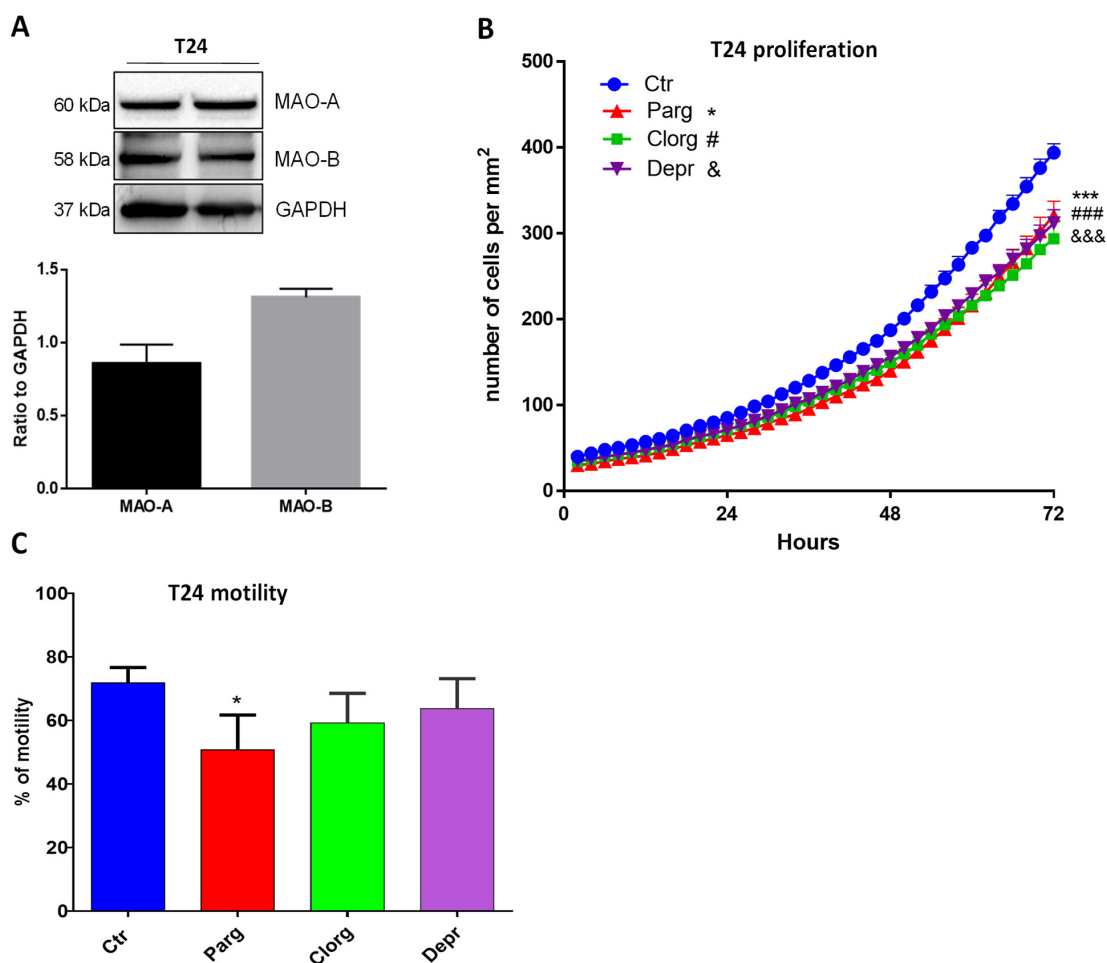 A
T24
60 kDa
MAO-A
58 kDa
MAO-B
37 kDa
GAPDH
Ratio to GAPDH
1.5
1.0
0.5
0.0
MAO-A
MAO-B
B
T24 proliferation
number of cells per mm²
500
400
300
200
100
0
Ctr
Parg *
Clorg #
Depr &
***
###
&&&
0
24
48
72
Hours
C
T24 motility
% of motility
100
80
60
40
20
0
*
Ctr
Parg
Clorg
Depr